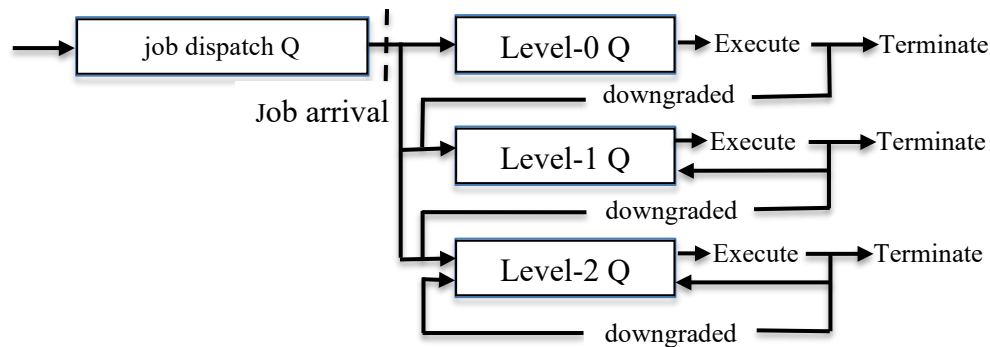 job dispatch Q
Level-0 Q
Execute
Terminate
downgraded
Job arrival
Level-1 Q
Execute
Terminate
downgraded
Level-2 Q
Execute
Terminate
downgraded